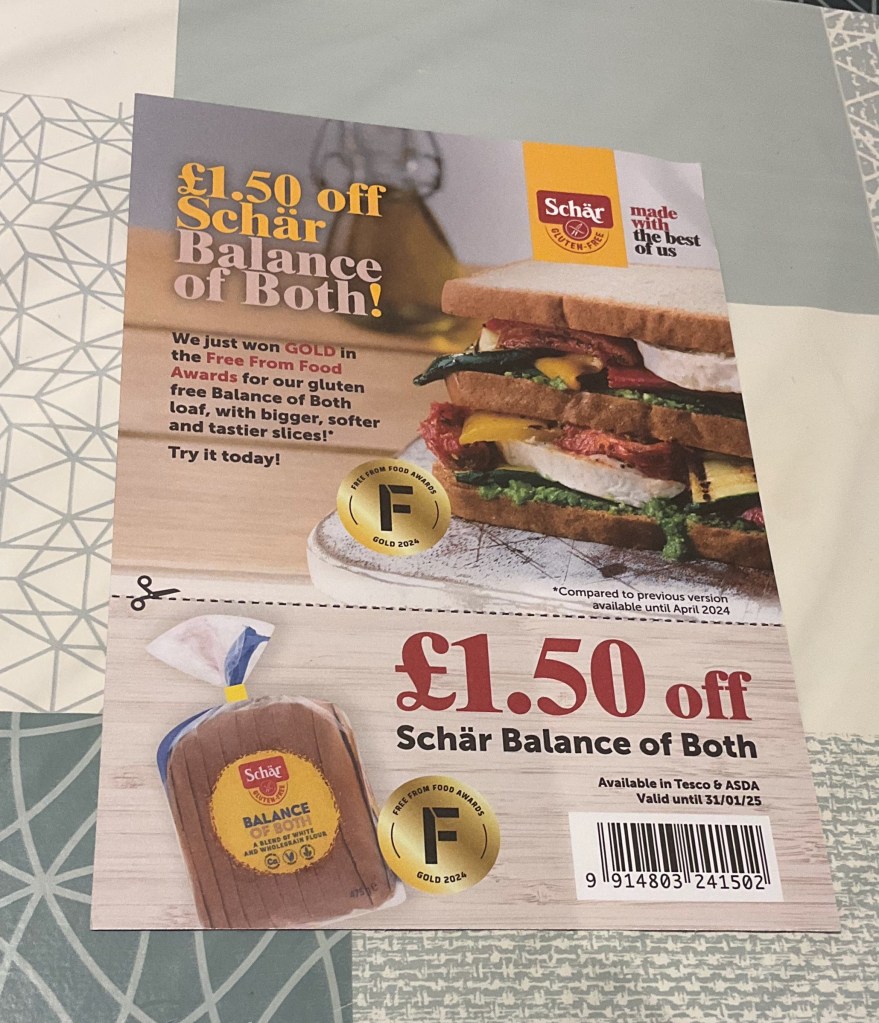 £1.50 off
Schär
Balance
of Both!
Schär
GLUTEN-FREE
made
with
the best
of us
We just won GOLD in
the Free From Food
Awards for our gluten
free Balance of Both
loaf, with bigger, softer
and tastier slices!*
Try it today!
FREE FROM FOOD AWARDS
F
GOLD 2024
*Compared to previous version
available until April 2024
£1.50 off
Schär Balance of Both
Available in Tesco & ASDA
Valid until 31/01/25
Schär
GLUTEN-FREE
BALANCE
OF BOTH
A BLEND OF WHITE
AND WHOLEGRAIN FLOUR
FREE FROM FOOD AWARDS
F
GOLD 2024
9 914803 241502